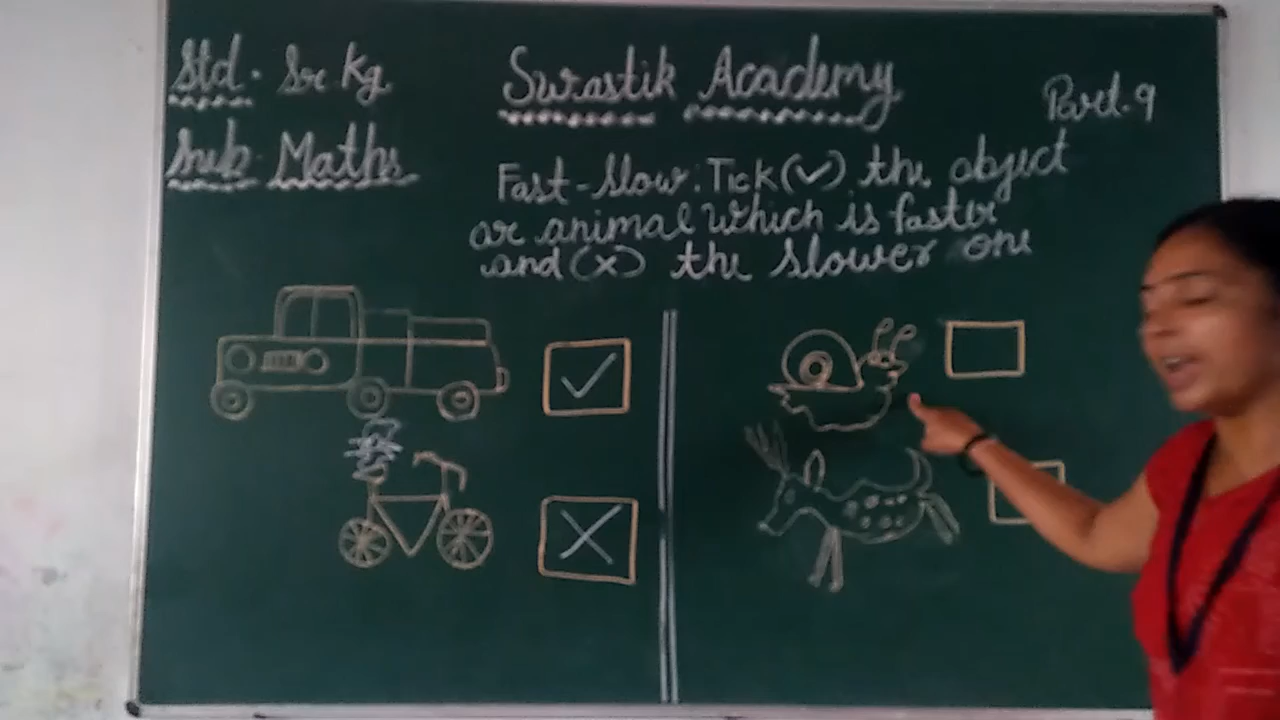 Std. Sr Kg
Swastik Academy
Part-9
Sub Maths
Fast-Slow: Tick(✓) the object
or animal which is faster
and (x) the slower one